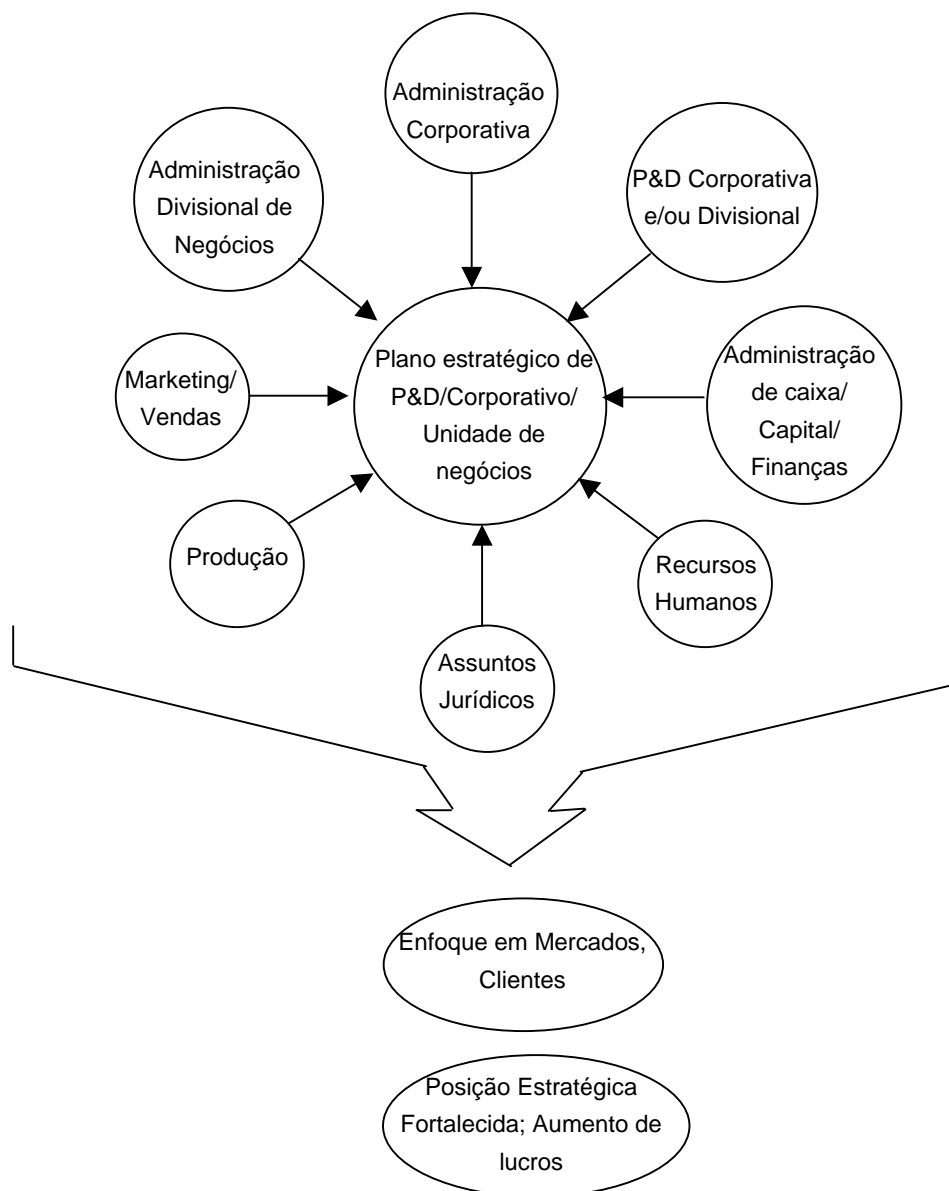 Administração
Corporativa
Administração
Divisional de
Negócios
P&D Corporativa
e/ou Divisional
Plano estratégico de
P&D/Corporativo/
Unidade de
negócios
Marketing/
Vendas
Administração
de caixa/
Capital/
Finanças
Produção
Recursos
Humanos
Assuntos
Jurídicos
Enfoque em Mercados,
Clientes
Posição Estratégica
Fortalecida; Aumento de
lucros